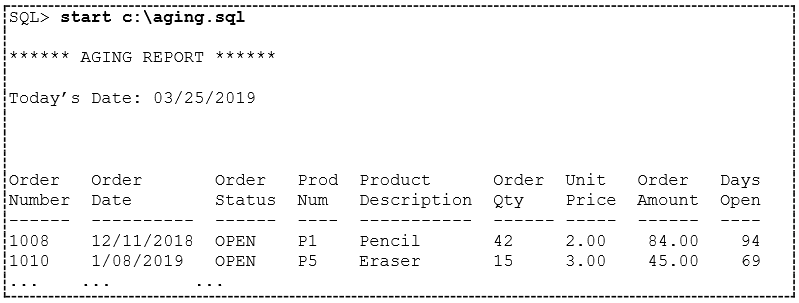 SQL> start c:\aging.sql
****** AGING REPORT ******
Today’s Date: 03/25/2019
Order   Order       Order   Prod  Product      Order  Unit   Order   Days
Number  Date        Status  Num   Description  Qty    Price  Amount  Open
------  ----------  ------  ----  -----------  ------ -----  ------  ----
1008    12/11/2018  OPEN    P1    Pencil       42     2.00    84.00    94
1010    1/08/2019   OPEN    P5    Eraser       15     3.00    45.00    69
...    ...        ...